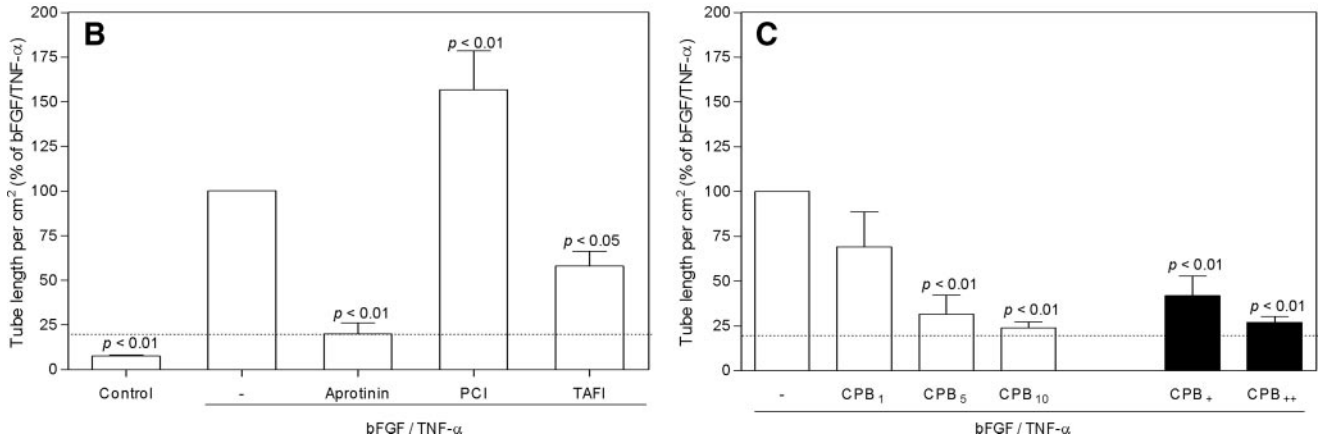 B
Tube length per cm² (% of bFGF/TNF-α)
200
175
150
125
100
75
50
25
0
p < 0.01
p < 0.01
p < 0.01
p < 0.05
Control
-
Aprotinin
PCI
TAFI
bFGF / TNF-α
C
Tube length per cm² (% of bFGF/TNF-α)
200
175
150
125
100
75
50
25
0
p < 0.01
p < 0.01
p < 0.01
p < 0.01
-
CPB₁
CPB₅
CPB₁₀
CPB₊
CPB₊₊
bFGF / TNF-α